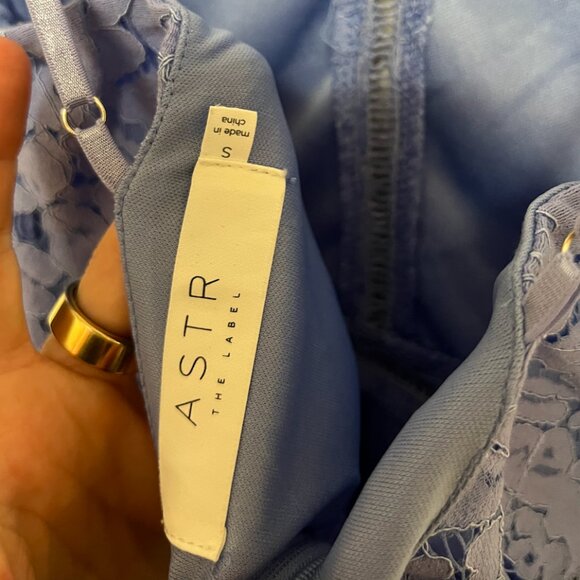 ASTR
THE LABEL
S
made in
china